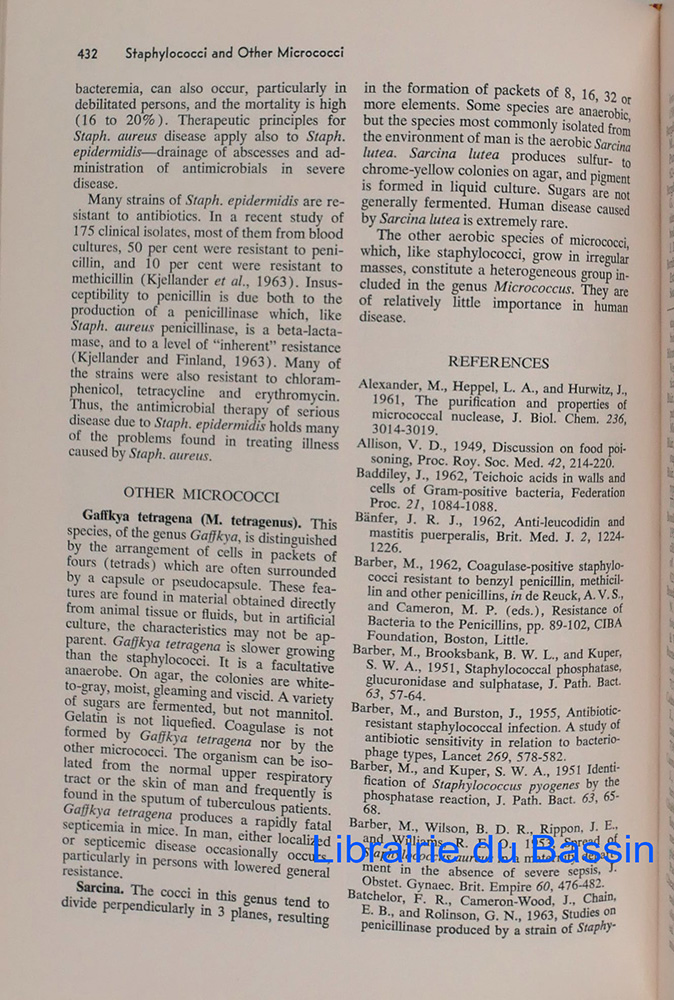 432 Staphylococci and Other Micrococci
bacteremia, can also occur, particularly in
debilitated persons, and the mortality is high
(16 to 20%). Therapeutic principles for
Staph. aureus disease apply also to Staph.
epidermidis—drainage of abscesses and ad-
ministration of antimicrobials in severe
disease.
Many strains of Staph. epidermidis are re-
sistant to antibiotics. In a recent study of
175 clinical isolates, most of them from blood
cultures, 50 per cent were resistant to peni-
cillin, and 10 per cent were resistant to
methicillin (Kjellander et al., 1963). Insus-
ceptibility to penicillin is due both to the
production of a penicillinase which, like
Staph. aureus penicillinase, is a beta-lacta-
mase, and to a level of "inherent" resistance
(Kjellander and Finland, 1963). Many of
the strains were also resistant to chloram-
phenicol, tetracycline and erythromycin.
Thus, the antimicrobial therapy of serious
disease due to Staph. epidermidis holds many
of the problems found in treating illness
caused by Staph. aureus.
OTHER MICROCOCCI
Gaffkya tetragena (M. tetragenus). This
species, of the genus Gaffkya, is distinguished
by the arrangement of cells in packets of
fours (tetrads) which are often surrounded
by a capsule or pseudocapsule. These fea-
tures are found in material obtained directly
from animal tissue or fluids, but in artificial
culture, the characteristics may not be ap-
parent. Gaffkya tetragena is slower growing
than the staphylococci. It is a facultative
anaerobe. On agar, the colonies are white-
to-gray, moist, gleaming and viscid. A variety
of sugars are fermented, but not mannitol.
Gelatin is not liquefied. Coagulase is not
formed by Gaffkya tetragena nor by the
other micrococci. The organism can be iso-
lated from the normal upper respiratory
tract or the skin of man and frequently is
found in the sputum of tuberculous patients.
Gaffkya tetragena produces a rapidly fatal
septicemia in mice. In man, either localized
or septicemic disease occasionally occurs
particularly in persons with lowered general
resistance.
Sarcina. The cocci in this genus tend to
divide perpendicularly in 3 planes, resulting
in the formation of packets of 8, 16, 32 or
more elements. Some species are anaerobic,
but the species most commonly isolated from
the environment of man is the aerobic Sarcina
lutea. Sarcina lutea produces sulfur- to
chrome-yellow colonies on agar, and pigment
is formed in liquid culture. Sugars are not
generally fermented. Human disease caused
by Sarcina lutea is extremely rare.
The other aerobic species of micrococci,
which, like staphylococci, grow in irregular
masses, constitute a heterogeneous group in-
cluded in the genus Micrococcus. They are
of relatively little importance in human
disease.
REFERENCES
Alexander, M., Heppel, L. A., and Hurwitz, J.,
1961, The purification and properties of
micrococcal nuclease, J. Biol. Chem. 236,
3014-3019.
Allison, V. D., 1949, Discussion on food poi-
soning, Proc. Roy. Soc. Med. 42, 214-220.
Baddiley, J., 1962, Teichoic acids in walls and
cells of Gram-positive bacteria, Federation
Proc. 21, 1084-1088.
Bänfer, J. R. J., 1962, Anti-leucodidin and
mastitis puerperalis, Brit. Med. J. 2, 1224-
1226.
Barber, M., 1962, Coagulase-positive staphylo-
cocci resistant to benzyl penicillin, methicil-
lin and other penicillins, in de Reuck, A. V. S.,
and Cameron, M. P. (eds.), Resistance of
Bacteria to the Penicillins, pp. 89-102, CIBA
Foundation, Boston, Little.
Barber, M., Brooksbank, B. W. L., and Kuper,
S. W. A., 1951, Staphylococcal phosphatase,
glucuronidase and sulphatase, J. Path. Bact.
63, 57-64.
Barber, M., and Burston, J., 1955, Antibiotic-
resistant staphylococcal infection. A study of
antibiotic sensitivity in relation to bacterio-
phage types, Lancet 269, 578-582.
Barber, M., and Kuper, S. W. A., 1951 Identi-
fication of Staphylococcus pyogenes by the
phosphatase reaction, J. Path. Bact. 63, 65-
68.
Barber, M., Wilson, B. D. R., Rippon, J. E.,
and Williams, R. 1953, Spread of
Staphylococcus aureus in a maternity
Librairie du Bassin
ment in the absence of severe sepsis, J.
Obstet. Gynaec. Brit. Empire 60, 476-482.
Batchelor, F. R., Cameron-Wood, J., Chain,
E. B., and Rolinson, G. N., 1963, Studies on
penicillinase produced by a strain of Staphy-